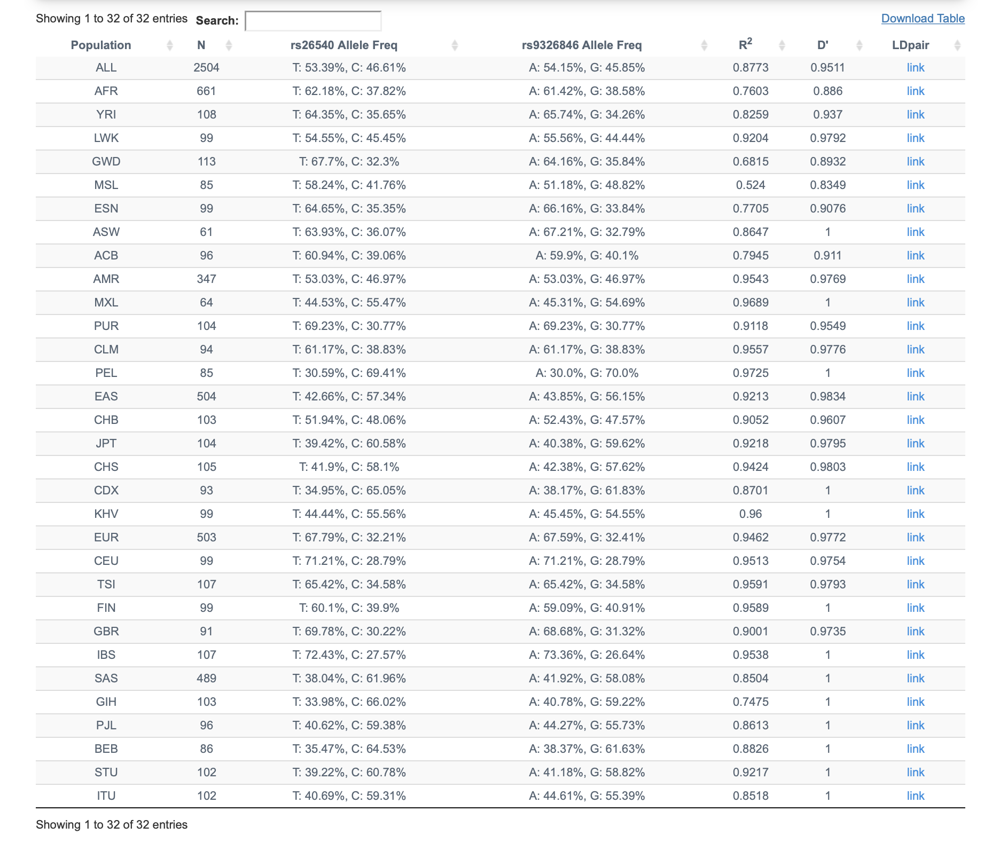 Showing 1 to 32 of 32 entries Search: Download Table
Population N rs26540 Allele Freq rs9326846 Allele Freq R² D' LDpair
ALL 2504 T: 53.39%, C: 46.61% A: 54.15%, G: 45.85% 0.8773 0.9511 link
AFR 661 T: 62.18%, C: 37.82% A: 61.42%, G: 38.58% 0.7603 0.886 link
YRI 108 T: 64.35%, C: 35.65% A: 65.74%, G: 34.26% 0.8259 0.937 link
LWK 99 T: 54.55%, C: 45.45% A: 55.56%, G: 44.44% 0.9204 0.9792 link
GWD 113 T: 67.7%, C: 32.3% A: 64.16%, G: 35.84% 0.6815 0.8932 link
MSL 85 T: 58.24%, C: 41.76% A: 51.18%, G: 48.82% 0.524 0.8349 link
ESN 99 T: 64.65%, C: 35.35% A: 66.16%, G: 33.84% 0.7705 0.9076 link
ASW 61 T: 63.93%, C: 36.07% A: 67.21%, G: 32.79% 0.8647 1 link
ACB 96 T: 60.94%, C: 39.06% A: 59.9%, G: 40.1% 0.7945 0.911 link
AMR 347 T: 53.03%, C: 46.97% A: 53.03%, G: 46.97% 0.9543 0.9769 link
MXL 64 T: 44.53%, C: 55.47% A: 45.31%, G: 54.69% 0.9689 1 link
PUR 104 T: 69.23%, C: 30.77% A: 69.23%, G: 30.77% 0.9118 0.9549 link
CLM 94 T: 61.17%, C: 38.83% A: 61.17%, G: 38.83% 0.9557 0.9776 link
PEL 85 T: 30.59%, C: 69.41% A: 30.0%, G: 70.0% 0.9725 1 link
EAS 504 T: 42.66%, C: 57.34% A: 43.85%, G: 56.15% 0.9213 0.9834 link
CHB 103 T: 51.94%, C: 48.06% A: 52.43%, G: 47.57% 0.9052 0.9607 link
JPT 104 T: 39.42%, C: 60.58% A: 40.38%, G: 59.62% 0.9218 0.9795 link
CHS 105 T: 41.9%, C: 58.1% A: 42.38%, G: 57.62% 0.9424 0.9803 link
CDX 93 T: 34.95%, C: 65.05% A: 38.17%, G: 61.83% 0.8701 1 link
KHV 99 T: 44.44%, C: 55.56% A: 45.45%, G: 54.55% 0.96 1 link
EUR 503 T: 67.79%, C: 32.21% A: 67.59%, G: 32.41% 0.9462 0.9772 link
CEU 99 T: 71.21%, C: 28.79% A: 71.21%, G: 28.79% 0.9513 0.9754 link
TSI 107 T: 65.42%, C: 34.58% A: 65.42%, G: 34.58% 0.9591 0.9793 link
FIN 99 T: 60.1%, C: 39.9% A: 59.09%, G: 40.91% 0.9589 1 link
GBR 91 T: 69.78%, C: 30.22% A: 68.68%, G: 31.32% 0.9001 0.9735 link
IBS 107 T: 72.43%, C: 27.57% A: 73.36%, G: 26.64% 0.9538 1 link
SAS 489 T: 38.04%, C: 61.96% A: 41.92%, G: 58.08% 0.8504 1 link
GIH 103 T: 33.98%, C: 66.02% A: 40.78%, G: 59.22% 0.7475 1 link
PJL 96 T: 40.62%, C: 59.38% A: 44.27%, G: 55.73% 0.8613 1 link
BEB 86 T: 35.47%, C: 64.53% A: 38.37%, G: 61.63% 0.8826 1 link
STU 102 T: 39.22%, C: 60.78% A: 41.18%, G: 58.82% 0.9217 1 link
ITU 102 T: 40.69%, C: 59.31% A: 44.61%, G: 55.39% 0.8518 1 link
Showing 1 to 32 of 32 entries